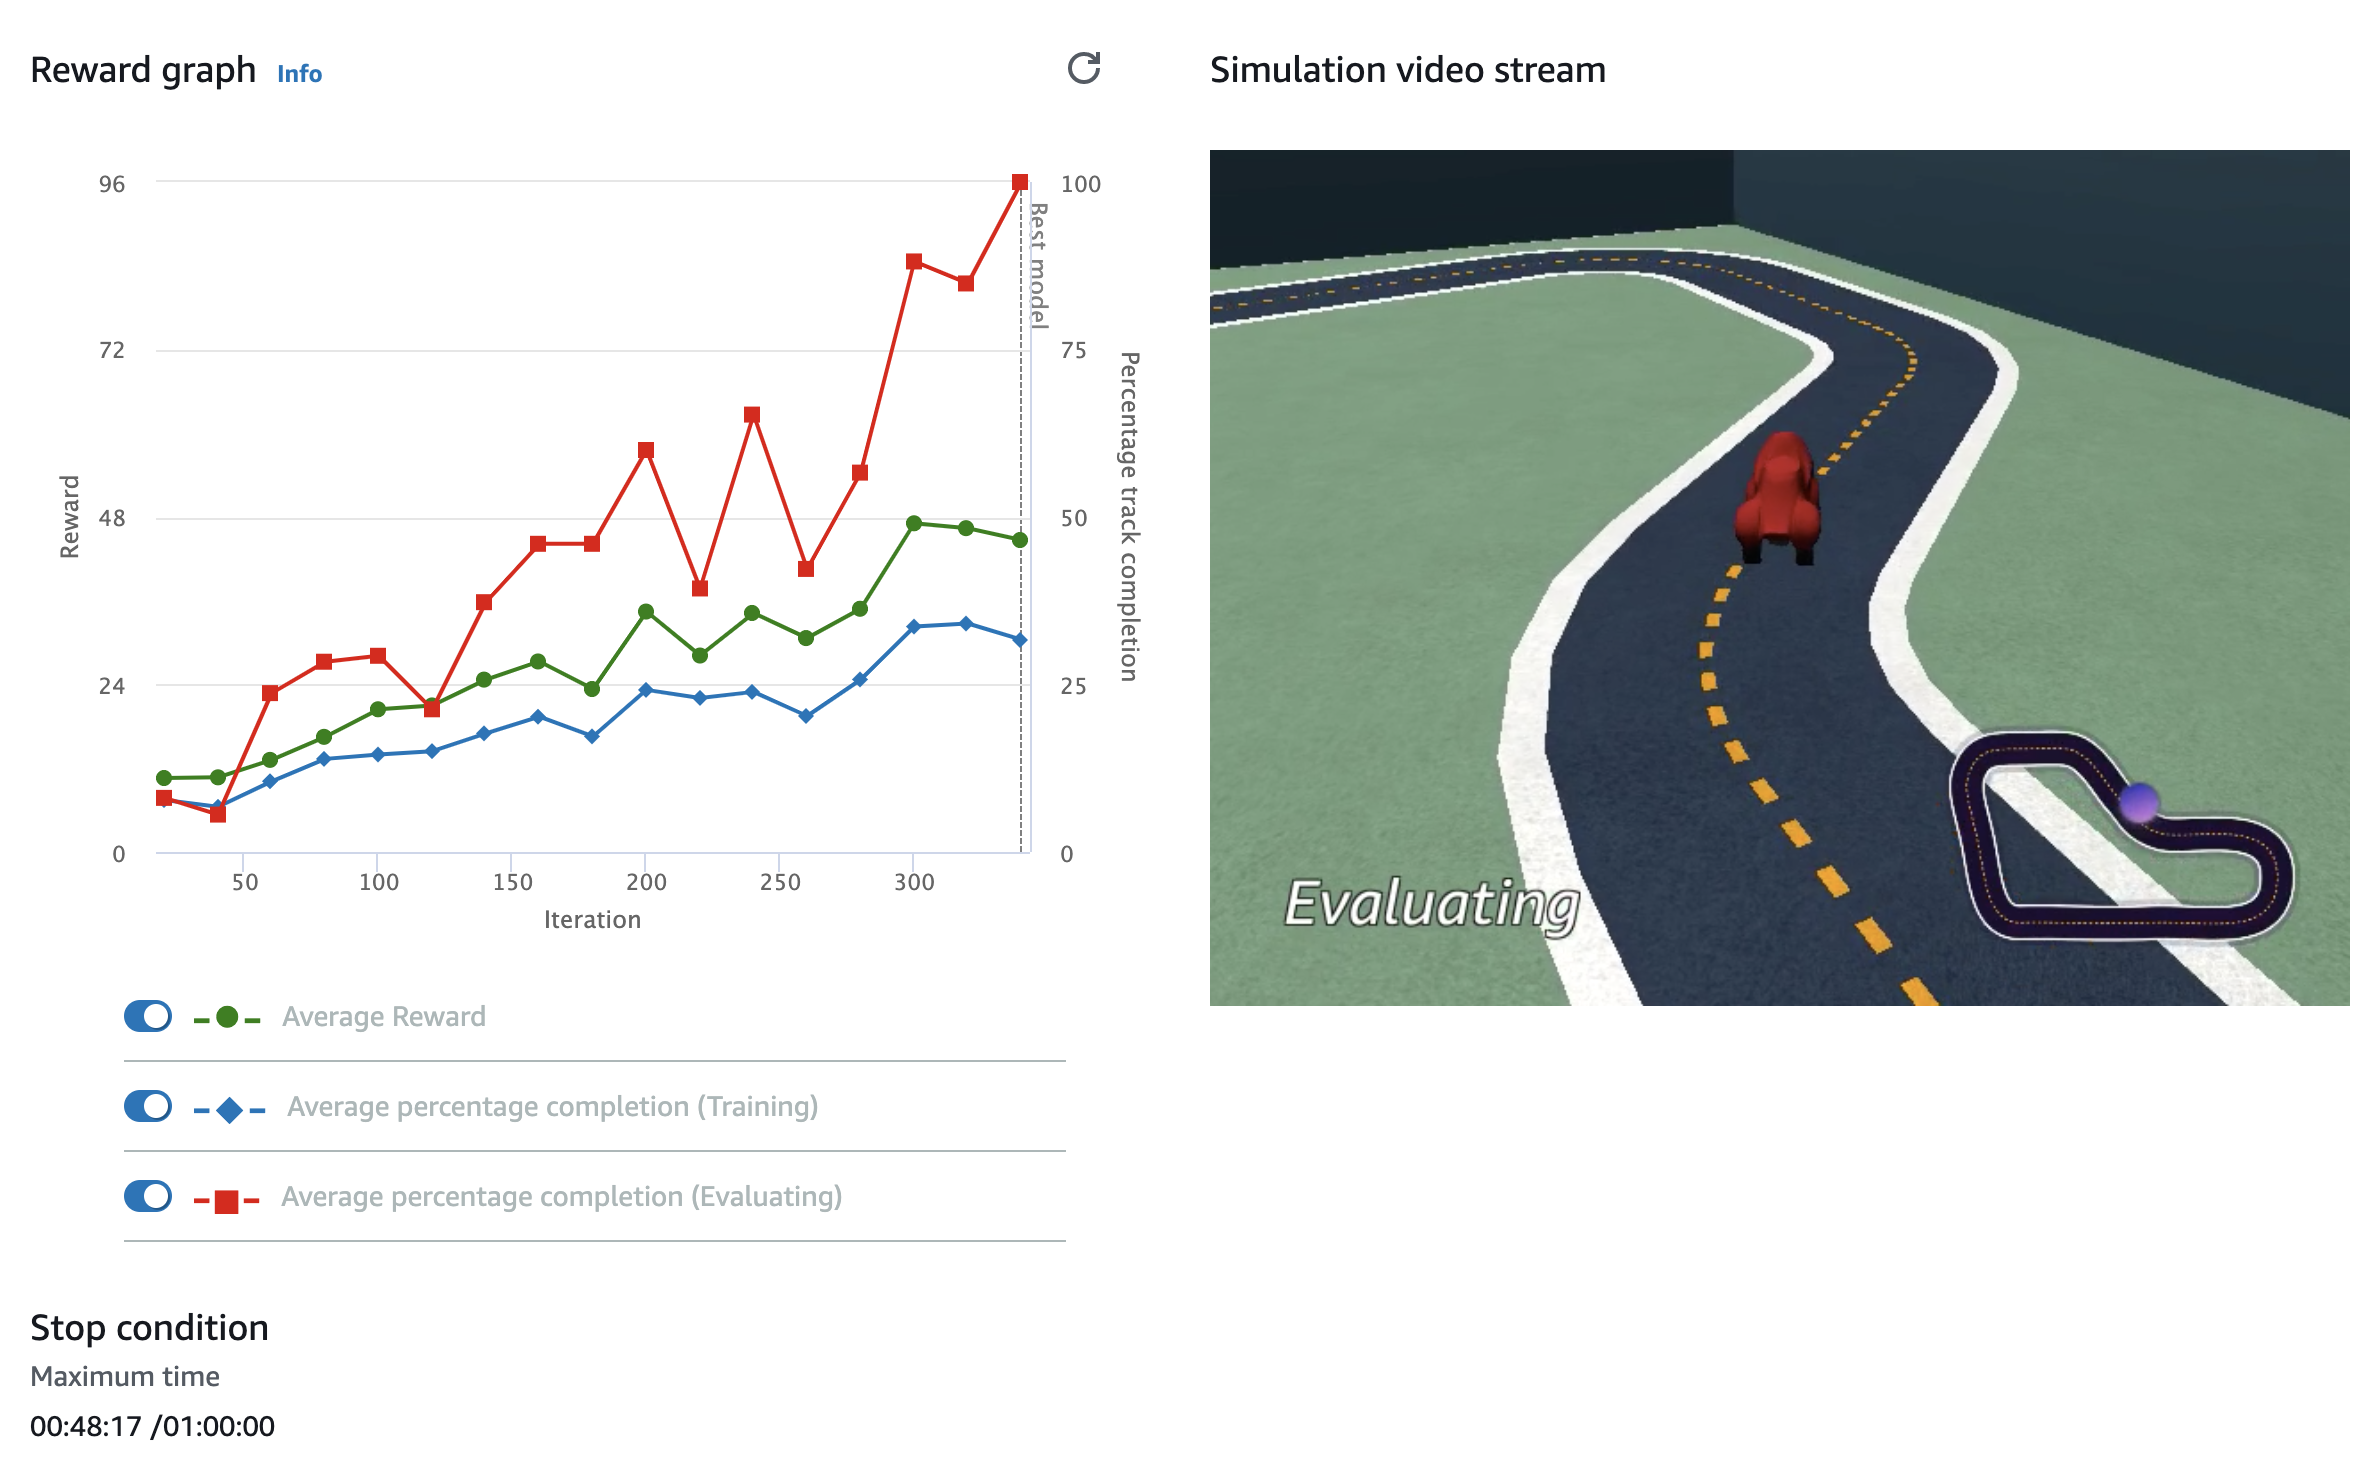 Reward graph Info
Simulation video stream
96
72
48
24
0
Reward
100
75
50
25
0
Percentage track completion
Best model
50 100 150 200 250 300
Iteration
Evaluating
Average Reward
Average percentage completion (Training)
Average percentage completion (Evaluating)
Stop condition
Maximum time
00:48:17 /01:00:00